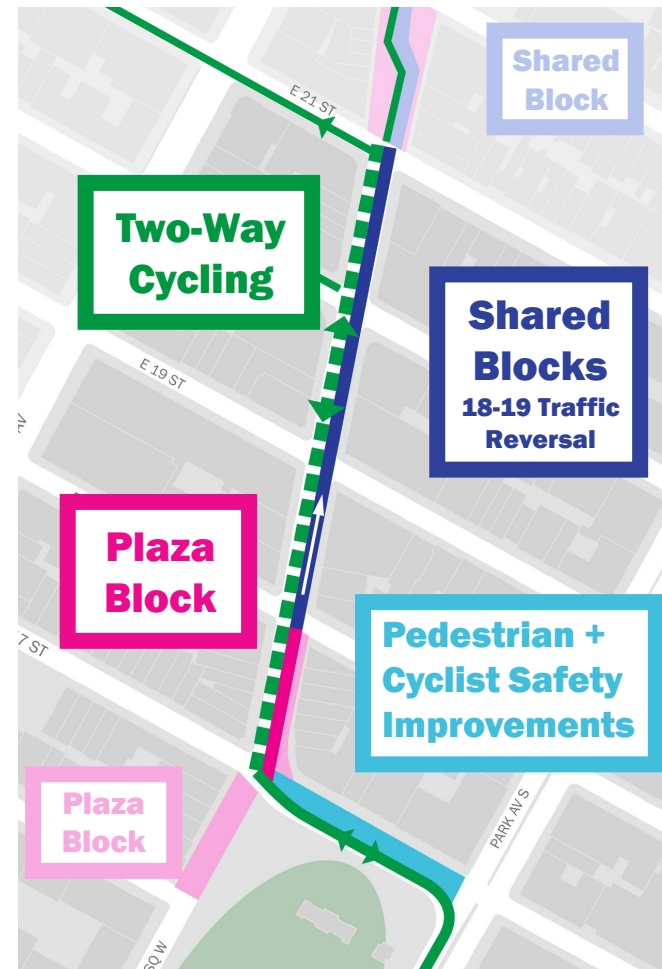 Shared
Block
E 21 ST
Two-Way
Cycling
Shared
Blocks
18-19 Traffic
Reversal
E 19 ST
Plaza
Block
Pedestrian +
Cyclist Safety
Improvements
7 ST
Plaza
Block
PARK AV S
SQ W